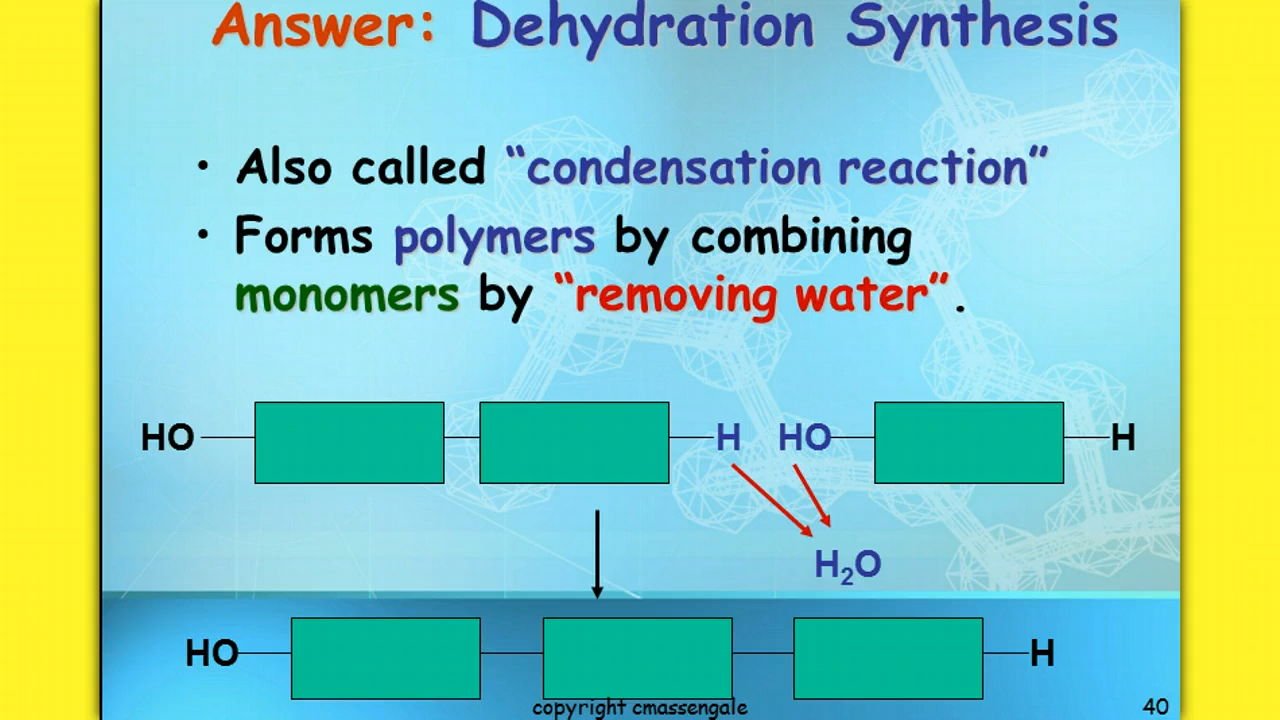 Answer: Dehydration Synthesis
• Also called “condensation reaction”
• Forms polymers by combining
monomers by “removing water”.
HO H HO H
H₂O
HO H
copyright cmassengale
40